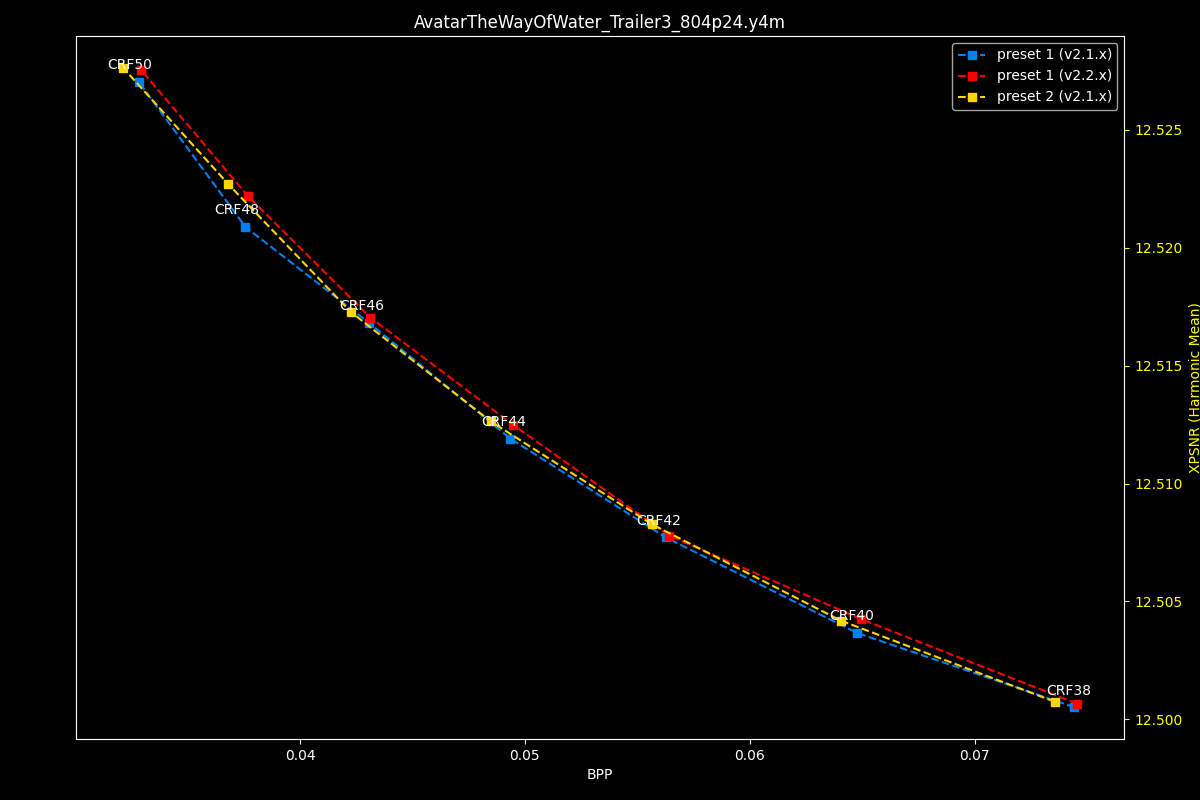 AvatarTheWayOfWater_Trailer3_804p24.y4m
preset 1 (v2.1.x)
preset 1 (v2.2.x)
preset 2 (v2.1.x)
CRF50
CRF48
CRF46
CRF44
CRF42
CRF40
CRF38
12.525
12.520
12.515
12.510
12.505
12.500
XPSNR (Harmonic Mean)
0.04
0.05
0.06
0.07
BPP